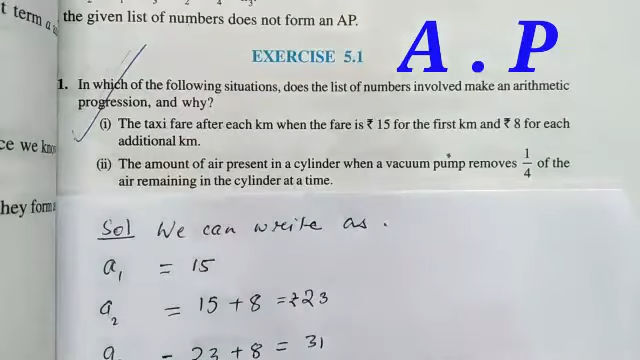 t term a
the given list of numbers does not form an AP.
EXERCISE 5.1
A . P
1. In which of the following situations, does the list of numbers involved make an arithmetic
progression, and why?
(i) The taxi fare after each km when the fare is ₹ 15 for the first km and ₹ 8 for each
additional km.
ce we know
(ii) The amount of air present in a cylinder when a vacuum pump removes 1/4 of the
air remaining in the cylinder at a time.
hey form a
Sol We can write as .
a₁ = 15
a₂ = 15 + 8 = ₹23
= 23 + 8 = 31